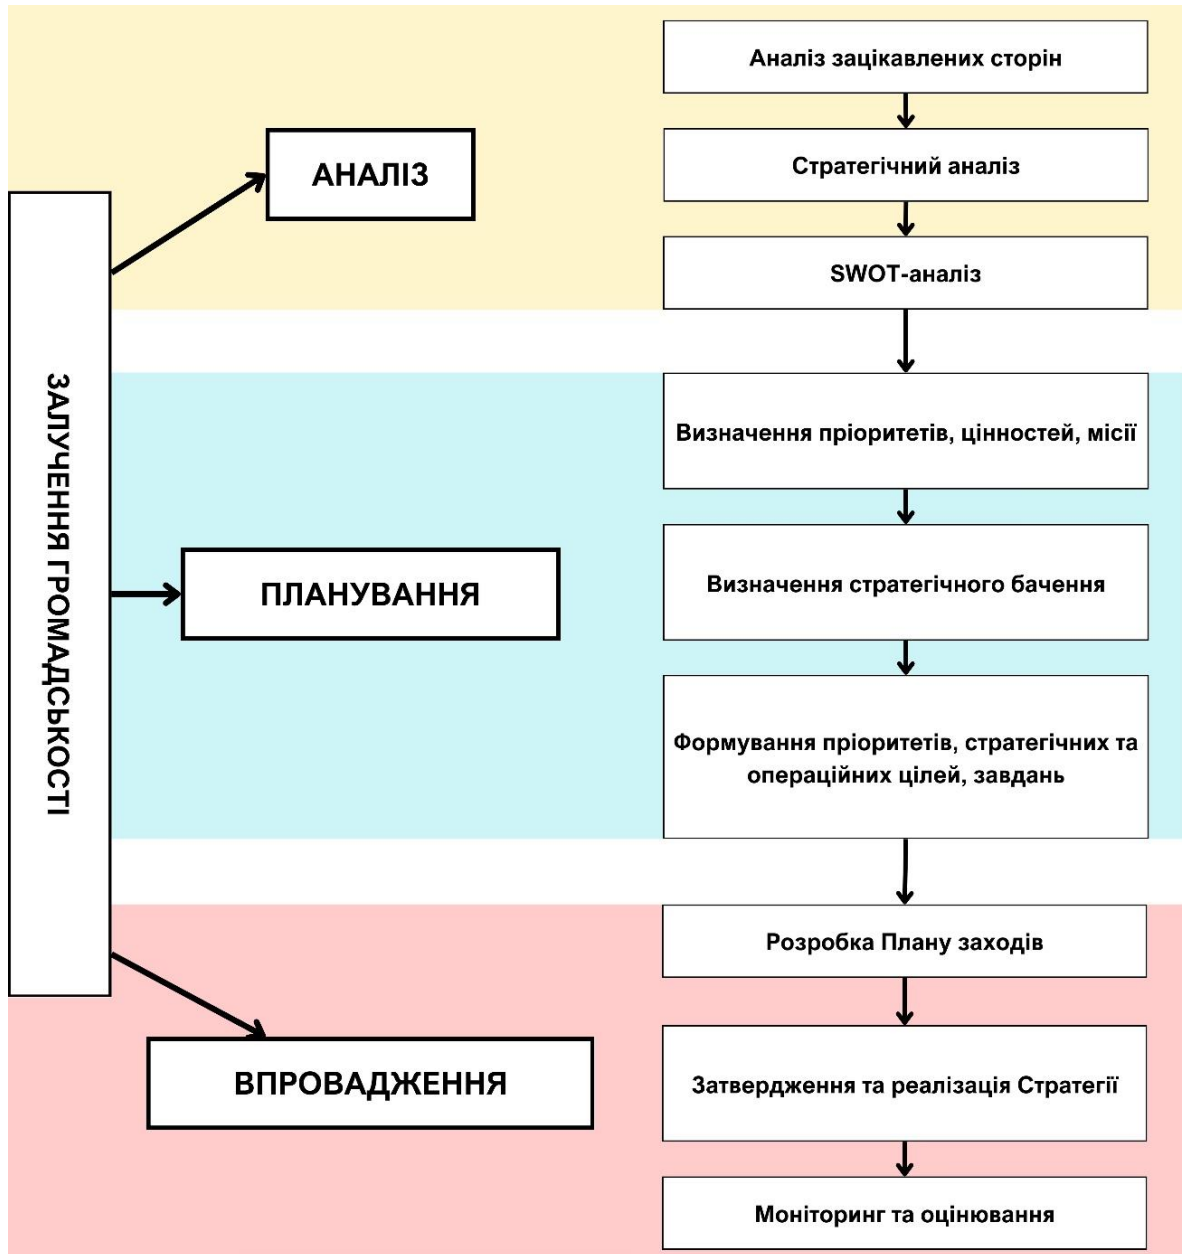 ЗАЛУЧЕННЯ ГРОМАДСЬКОСТІ
АНАЛІЗ
Аналіз зацікавлених сторін
Стратегічний аналіз
SWOT-аналіз
ПЛАНУВАННЯ
Визначення пріоритетів, цінностей, місії
Визначення стратегічного бачення
Формування пріоритетів, стратегічних та
операційних цілей, завдань
ВПРОВАДЖЕННЯ
Розробка Плану заходів
Затвердження та реалізація Стратегії
Моніторинг та оцінювання